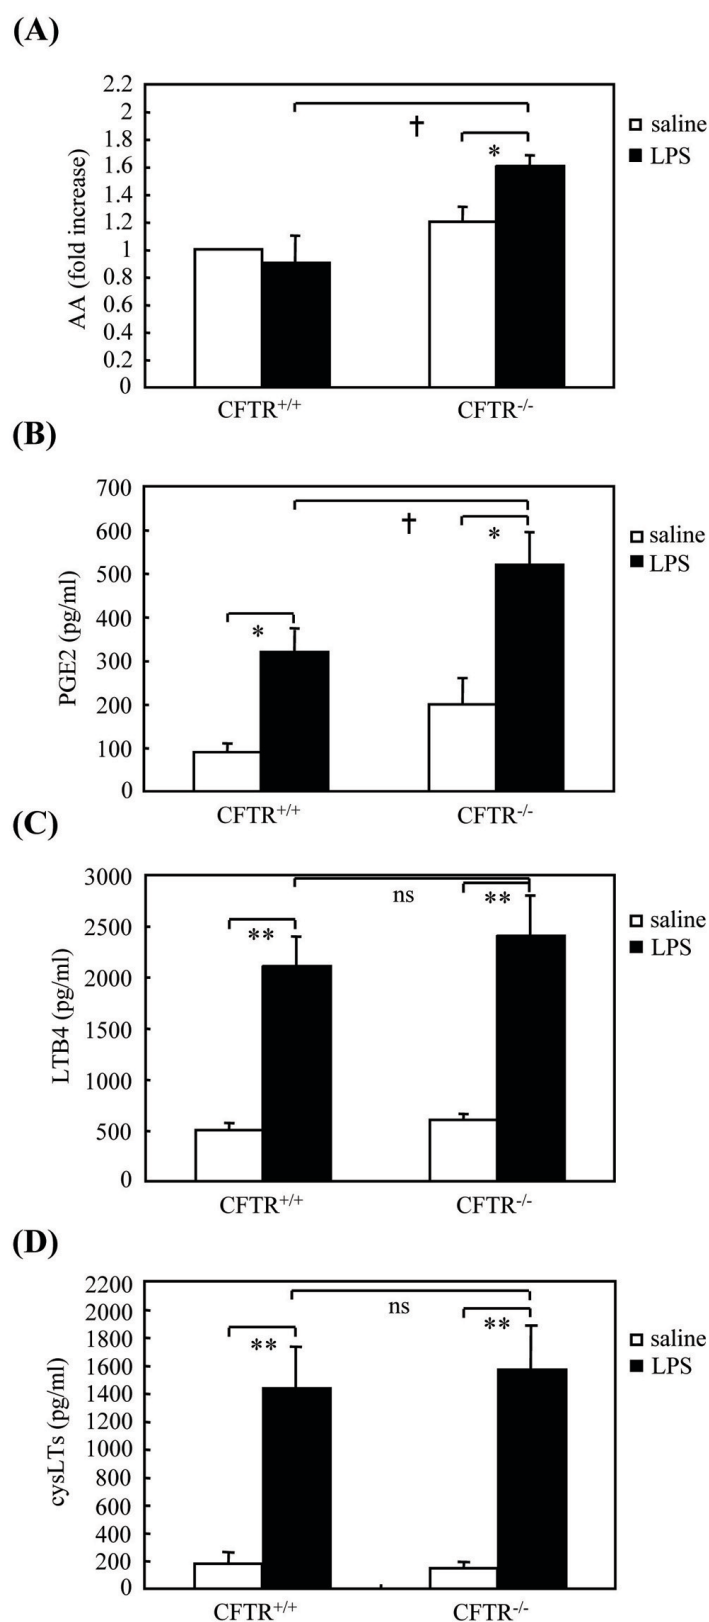 (A)
2.2
2
1.8
1.6
1.4
1.2
1
0.8
0.6
0.4
0.2
0
AA (fold increase)
†
*
saline
LPS
CFTR+/+ CFTR-/-
(B)
700
600
500
400
300
200
100
0
PGE2 (pg/ml)
*
†
*
saline
LPS
CFTR+/+ CFTR-/-
(C)
3000
2500
2000
1500
1000
500
0
LTB4 (pg/ml)
**
ns
**
saline
LPS
CFTR+/+ CFTR-/-
(D)
2200
2000
1800
1600
1400
1200
1000
800
600
400
200
0
cysLTs (pg/ml)
**
ns
**
saline
LPS
CFTR+/+ CFTR-/-